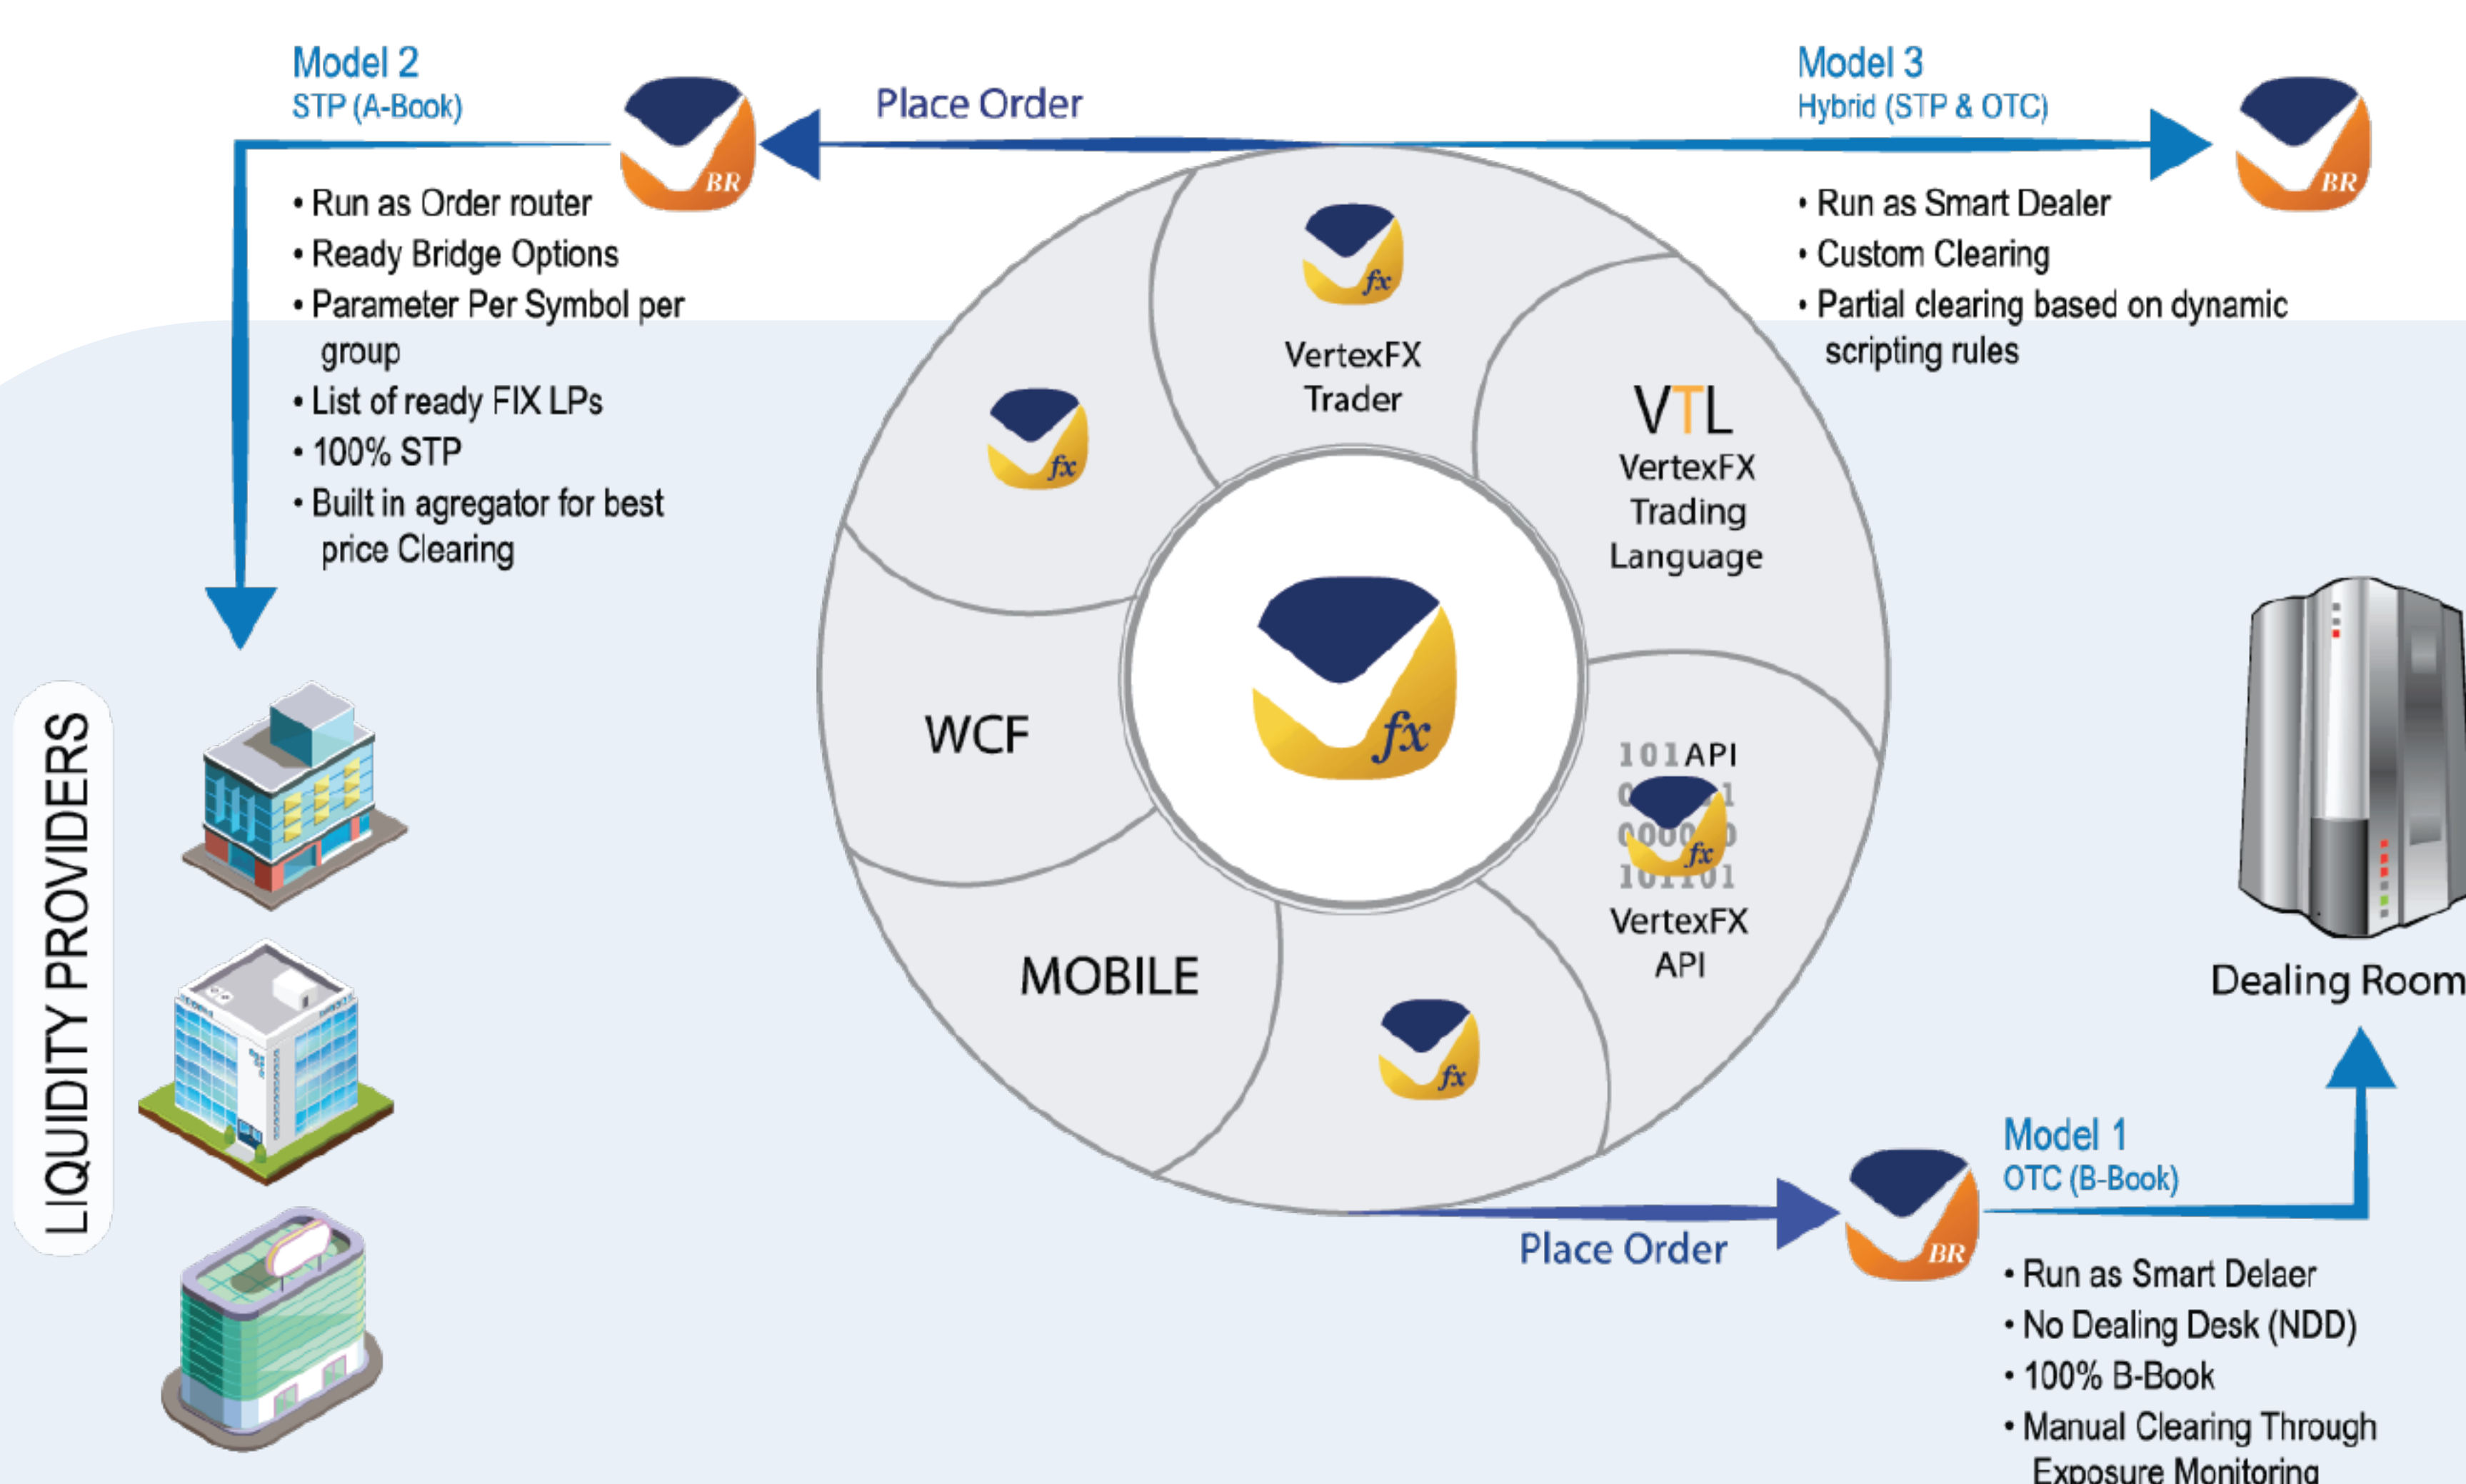 Model 2
STP (A-Book)
BR
• Run as Order router
• Ready Bridge Options
• Parameter Per Symbol per
group
• List of ready FIX LPs
• 100% STP
• Built in agregator for best
price Clearing
Place Order
Model 3
Hybrid (STP & OTC)
BR
• Run as Smart Dealer
• Custom Clearing
• Partial clearing based on dynamic
scripting rules
fx
VertexFX
Trader
fx
VTL
VertexFX
Trading
Language
fx
WCF
101API
fx
101101
VertexFX
API
MOBILE
fx
LIQUIDITY PROVIDERS
Dealing Room
Place Order
BR
Model 1
OTC (B-Book)
• Run as Smart Delaer
• No Dealing Desk (NDD)
• 100% B-Book
• Manual Clearing Through
Exposure Monitoring